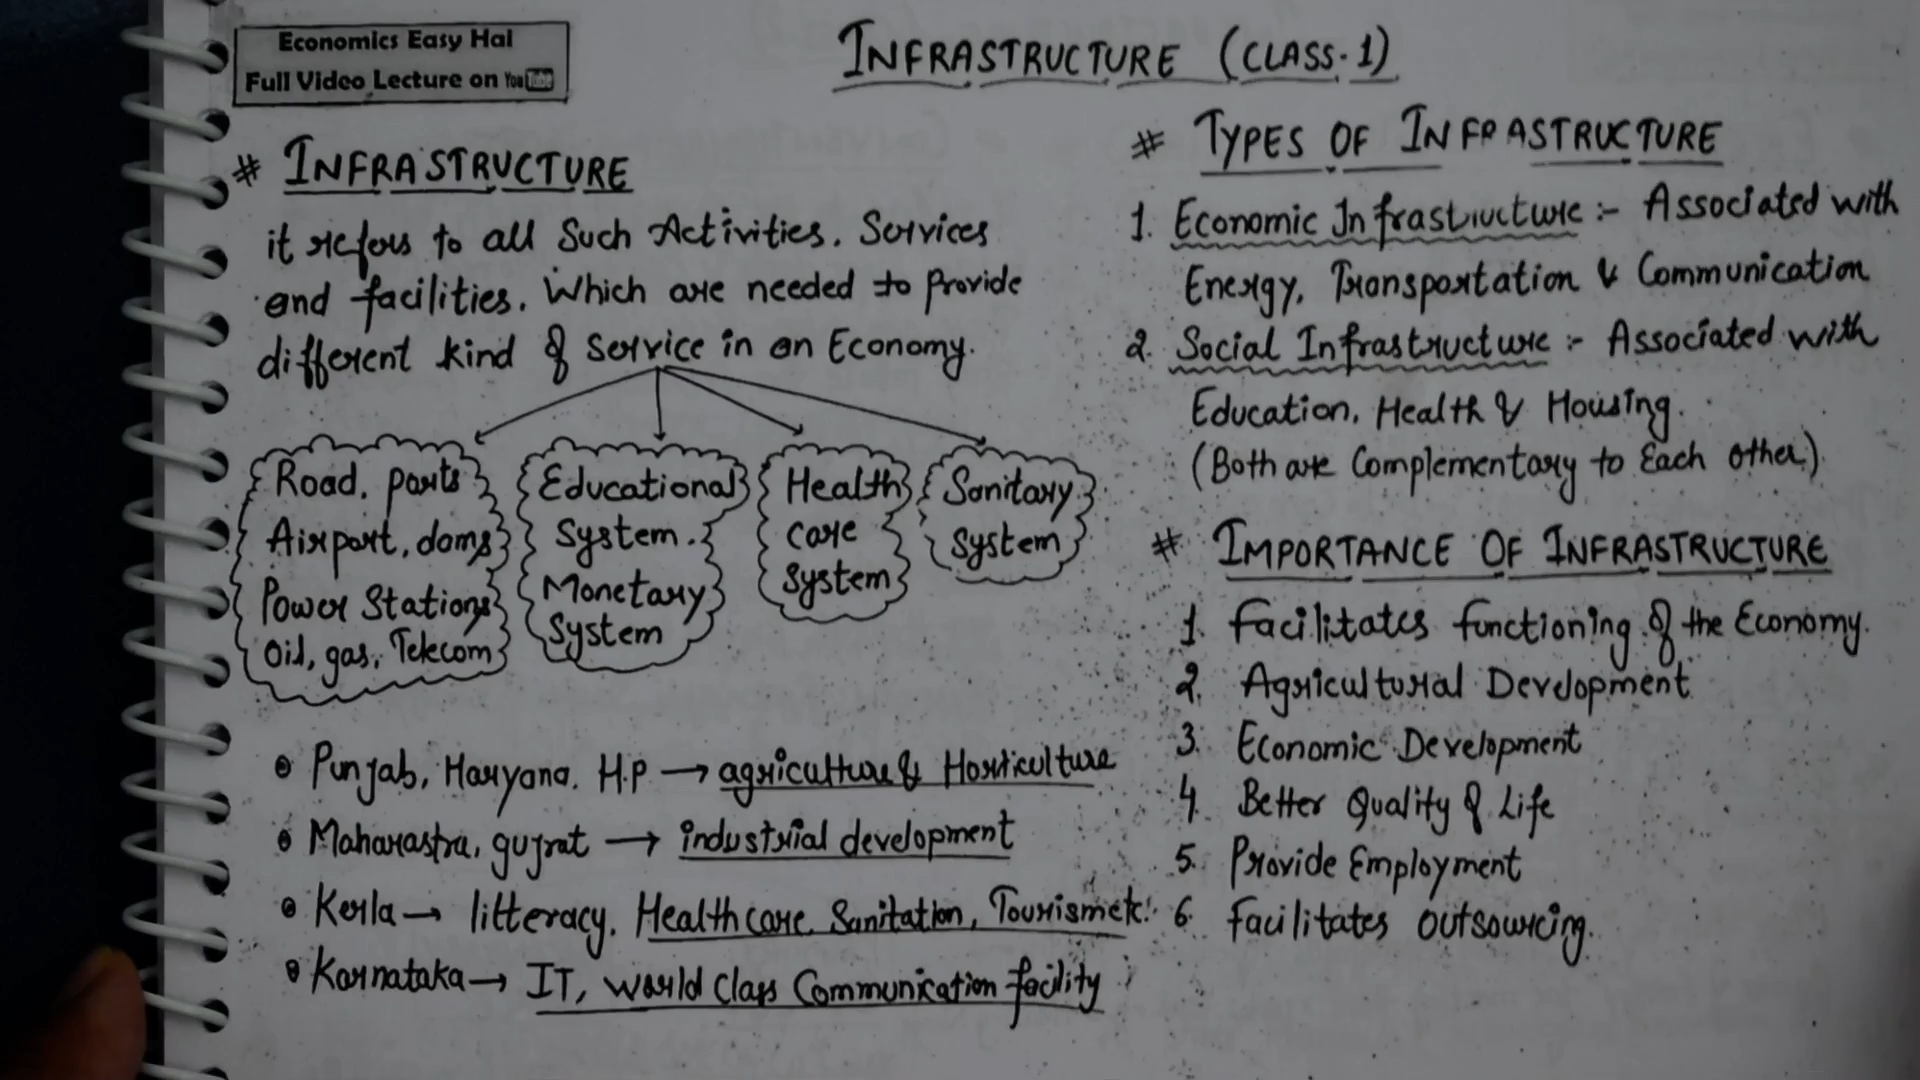 Economics Easy Hai
Full Video Lecture on YouTube
INFRASTRUCTURE (CLASS-1)
# INFRASTRUCTURE
it refers to all Such Activities. Services
and facilities. Which are needed to Provide
different kind of Service in an Economy.
Road, ports
Airport, dams
Power Stations
Oil, gas, Telecom
Educational
System.
Monetary
System
Health
care
System
Sanitary
System
• Punjab, Haryana. H.P → agriculture & Horticulture
• Maharastra, gujrat → industrial development
• Kerla → litteracy. Healthcare. Sanitation, Tourism etc.
• Karnataka → IT, world Class Communication facility
# TYPES OF INFRASTRUCTURE
1. Economic Infrastructure :- Associated with
Energy, Transportation & Communication
2. Social Infrastructure :- Associated with
Education, Health & Housing.
(Both are Complementary to Each other)
# IMPORTANCE OF INFRASTRUCTURE
1. Facilitates functioning of the Economy.
2. Agricultural Development
3. Economic Development
4. Better Quality of Life
5. Provide Employment
6. Facilitates outsourcing.